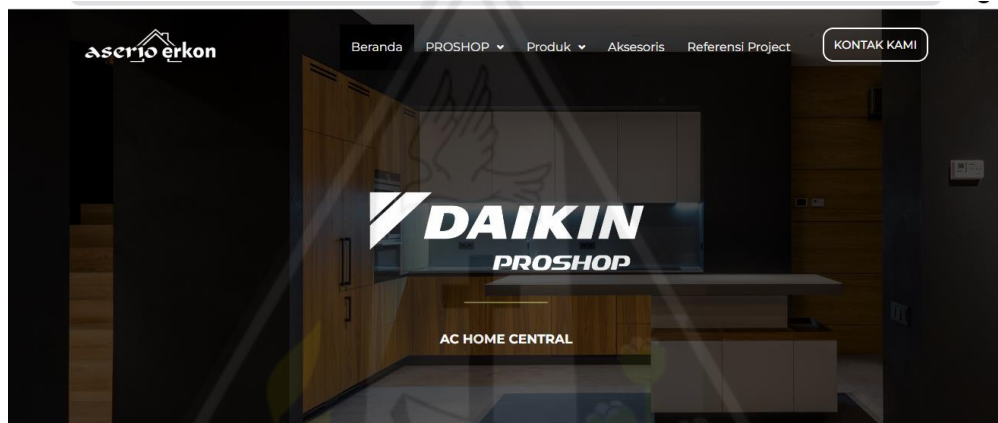 aserio erkon
Beranda PROSHOP Produk Aksesoris Referensi Project KONTAK KAMI
DAIKIN
PROSHOP
AC HOME CENTRAL